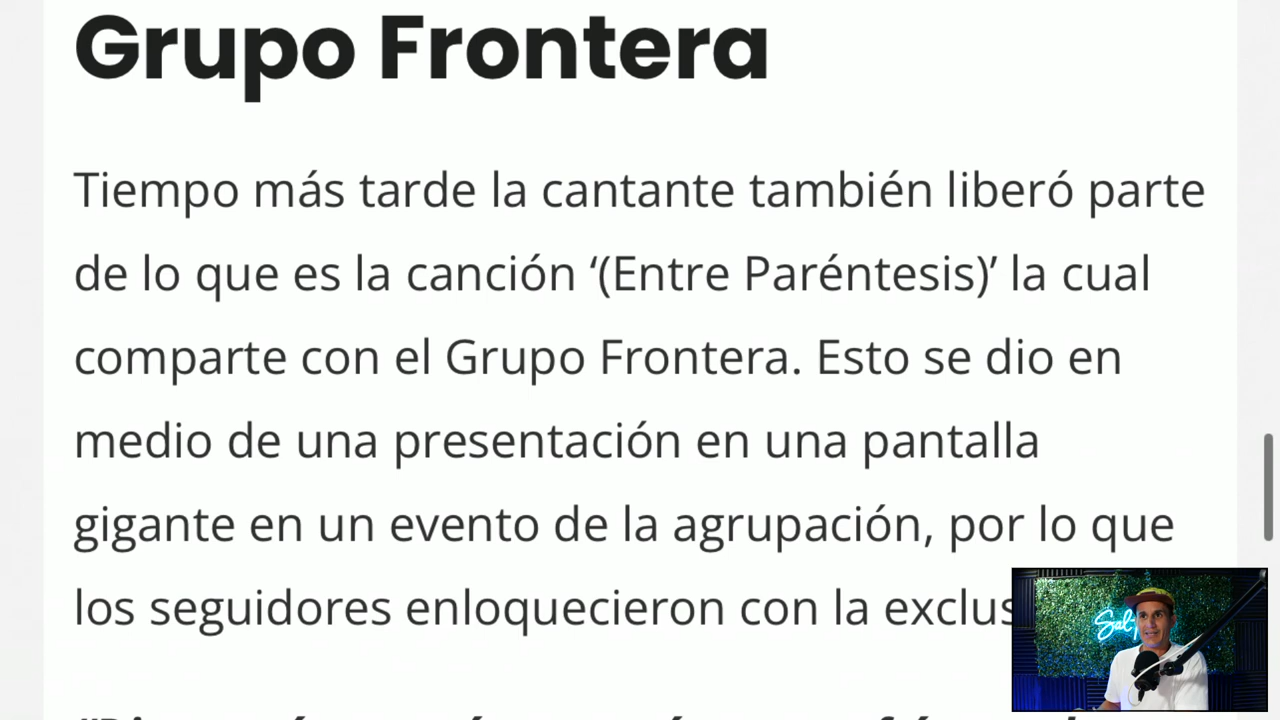 Grupo Frontera
Tiempo más tarde la cantante también liberó parte
de lo que es la canción ‘(Entre Paréntesis)’ la cual
comparte con el Grupo Frontera. Esto se dio en
medio de una presentación en una pantalla
gigante en un evento de la agrupación, por lo que
los seguidores enloquecieron con la